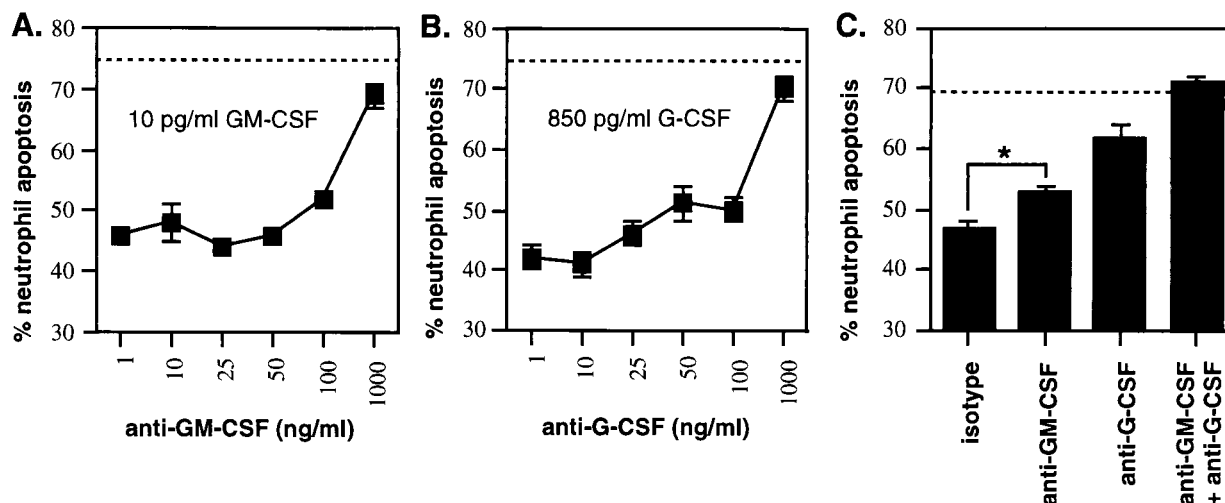 A.
% neutrophil apoptosis
80
70
60
50
40
30
10 pg/ml GM-CSF
1
10
25
50
100
1000
anti-GM-CSF (ng/ml)
B.
% neutrophil apoptosis
80
70
60
50
40
30
850 pg/ml G-CSF
1
10
25
50
100
1000
anti-G-CSF (ng/ml)
C.
% neutrophil apoptosis
80
70
60
50
40
30
*
isotype
anti-GM-CSF
anti-G-CSF
anti-GM-CSF
+ anti-G-CSF